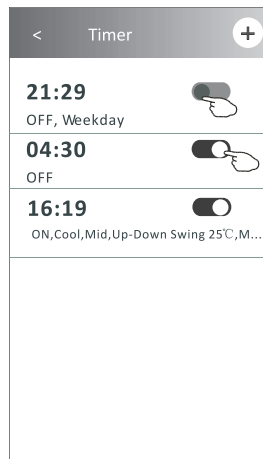 < Timer +
21:29
OFF, Weekday
04:30
OFF
16:19
ON,Cool,Mid,Up-Down Swing 25℃,M...